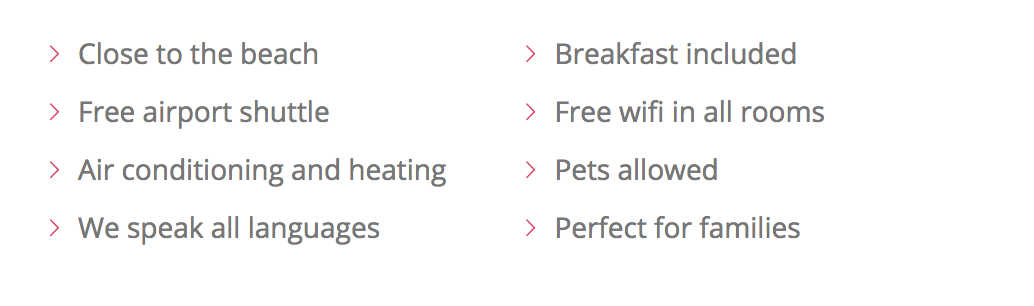 Close to the beach
Free airport shuttle
Air conditioning and heating
We speak all languages
Breakfast included
Free wifi in all rooms
Pets allowed
Perfect for families